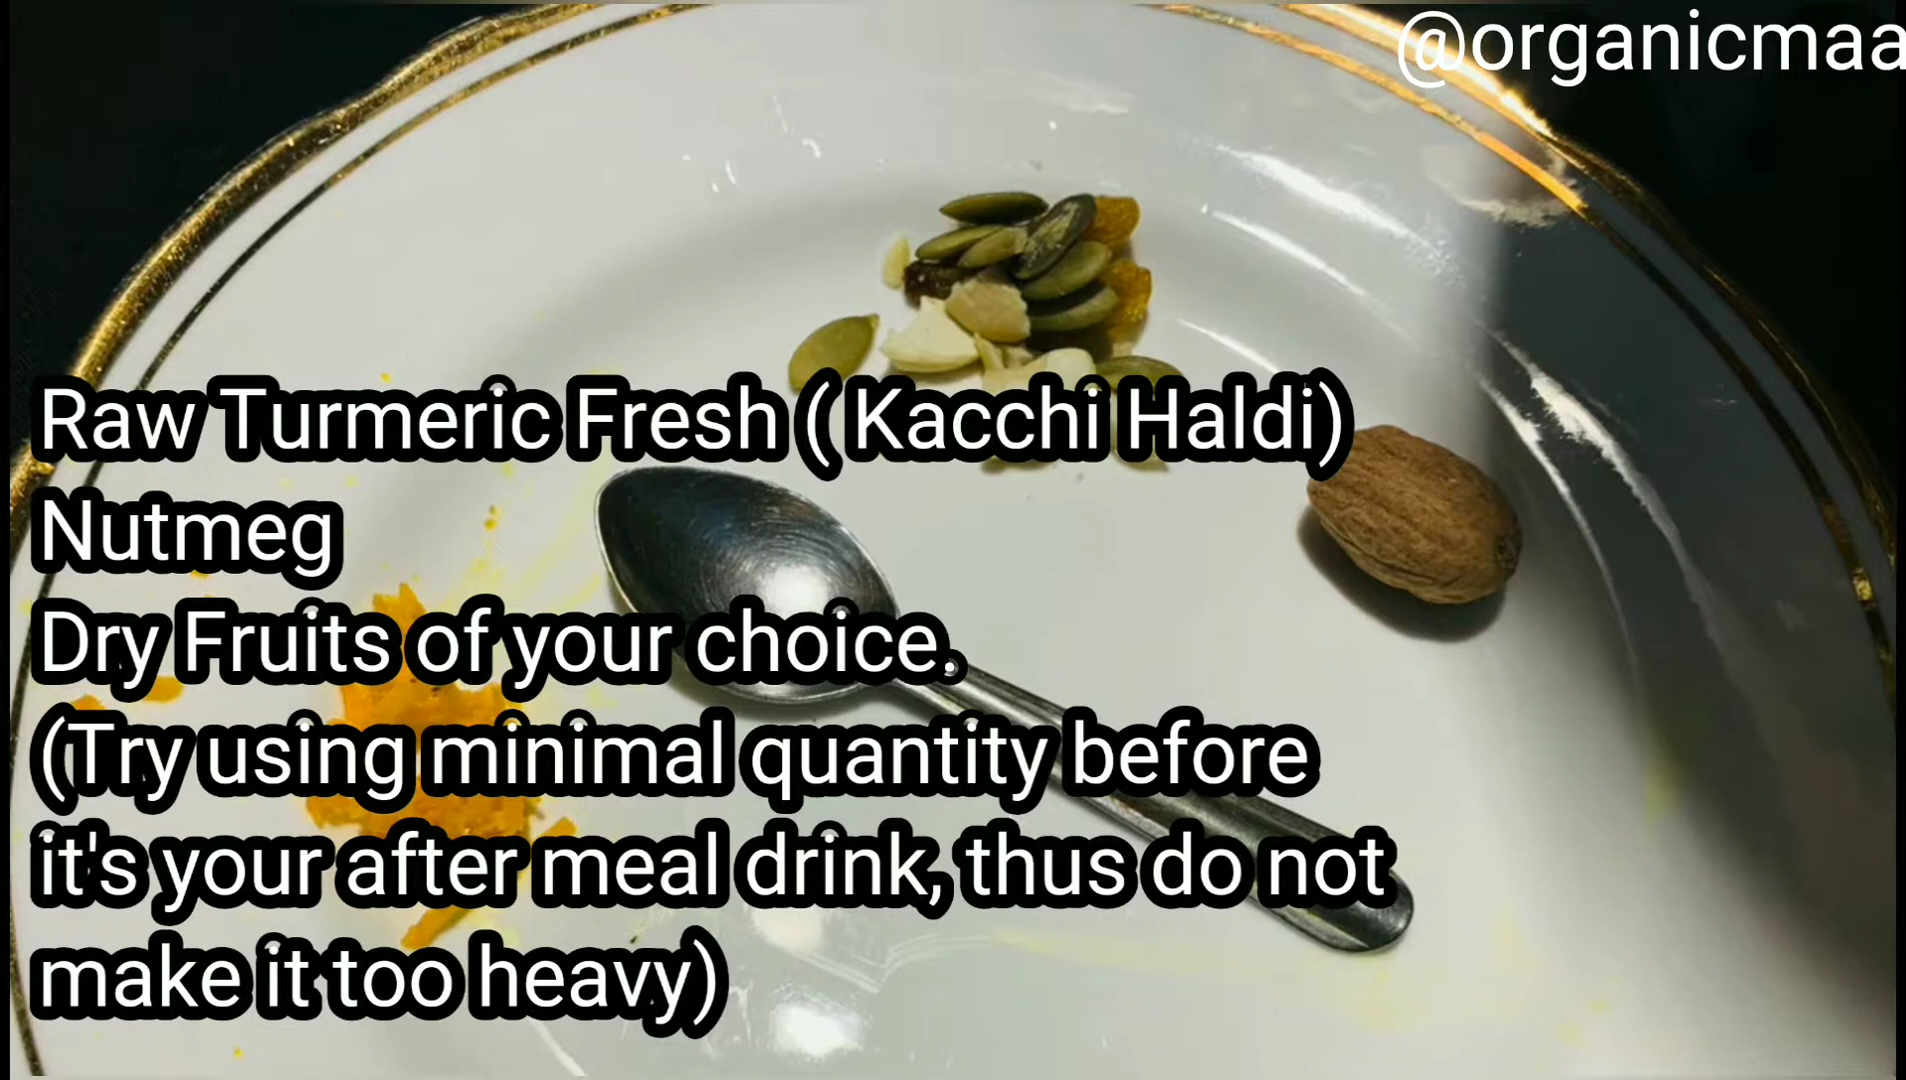 @organicmaa
Raw Turmeric Fresh ( Kacchi Haldi)
Nutmeg
Dry Fruits of your choice.
(Try using minimal quantity before
it's your after meal drink, thus do not
make it too heavy)